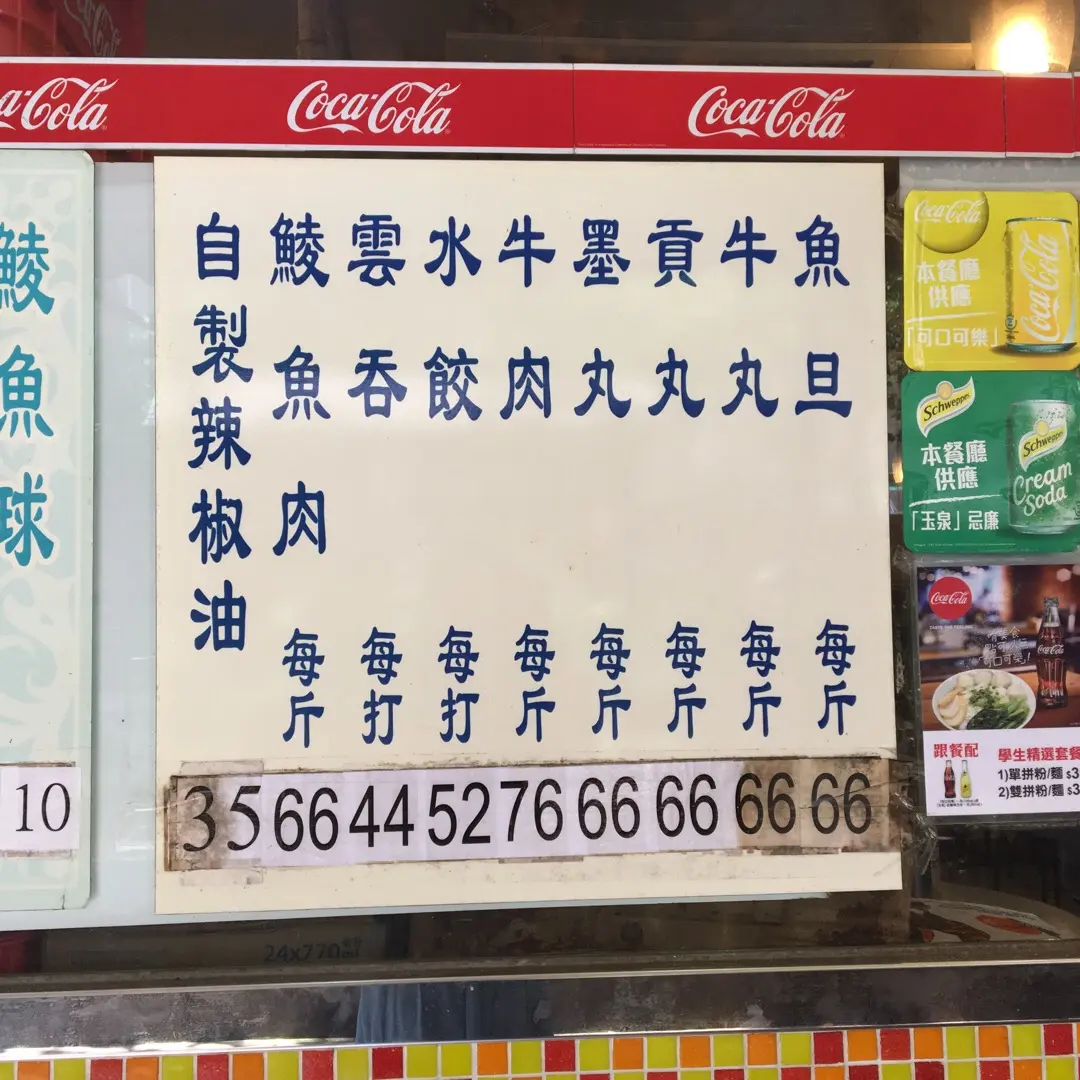 Coca-Cola
Coca-Cola
Coca-Cola
魚旦 每斤 66
牛丸 每斤 66
貢丸 每斤 66
墨丸 每斤 66
牛肉 每斤 76
水餃 每打 52
雲吞 每打 44
鯪魚肉 每斤 66
自製辣椒油 35
鯪魚球 10
Coca-Cola
本餐廳
供應
「可口可樂」
Coca-Cola
Schweppes
本餐廳
供應
「玉泉」忌廉
Schweppes
Cream
Soda
Coca-Cola
Coca-Cola
跟餐配
學生精選套餐
1)單拼粉/麵 $3
2)雙拼粉/麵 $3
24x770